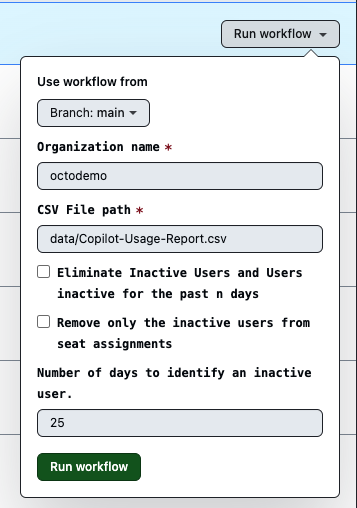 Run workflow
Use workflow from
Branch: main
Organization name *
octodemo
CSV File path *
data/Copilot-Usage-Report.csv
Eliminate Inactive Users and Users
inactive for the past n days
Remove only the inactive users from
seat assignments
Number of days to identify an inactive
user.
25
Run workflow